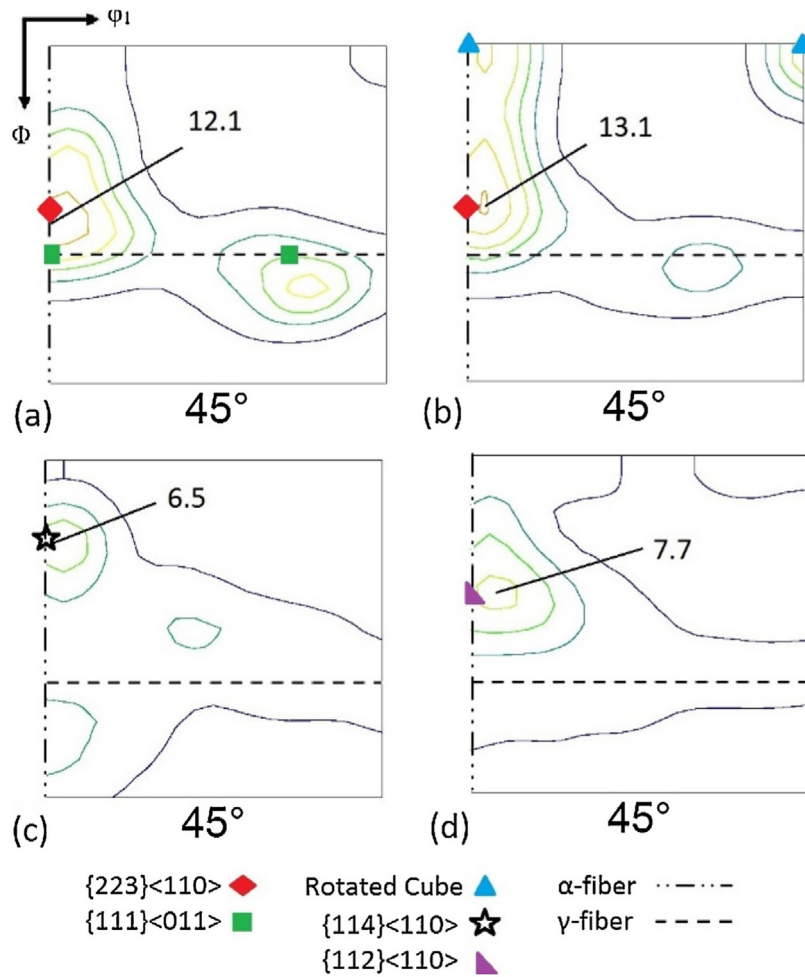 φ1
Φ
12.1
13.1
(a)
45°
(b)
45°
6.5
7.7
(c)
45°
(d)
45°
{223}<110>
Rotated Cube
α-fiber
{111}<011>
{114}<110>
γ-fiber
{112}<110>